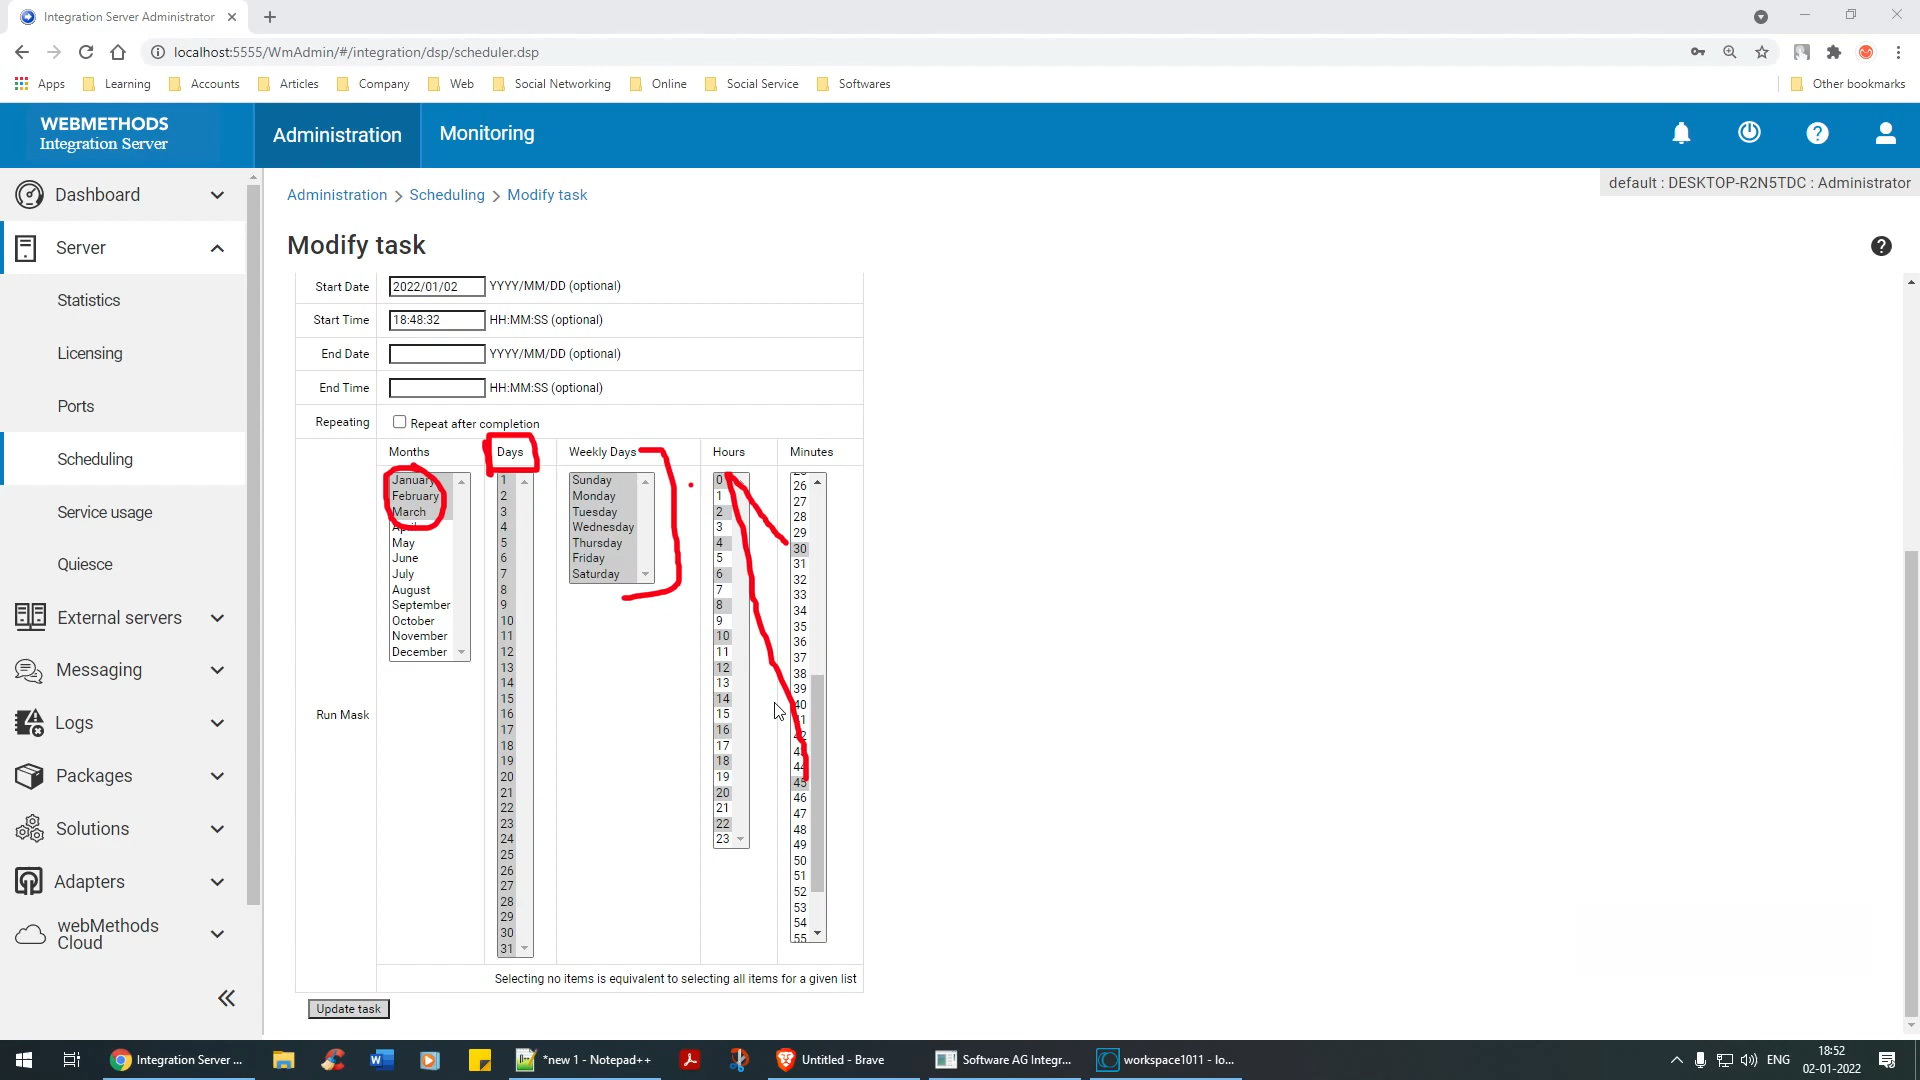 Integration Server Administrator
localhost:5555/WmAdmin/#/integration/dsp/scheduler.dsp
Apps Learning Accounts Articles Company Web Social Networking Online Social Service Softwares Other bookmarks
WEBMETHODS
Integration Server
Administration Monitoring
default : DESKTOP-R2N5TDC : Administrator
Dashboard
Server
Statistics
Licensing
Ports
Scheduling
Service usage
Quiesce
External servers
Messaging
Logs
Packages
Solutions
Adapters
webMethods
Cloud
Administration > Scheduling > Modify task
Modify task
Start Date 2022/01/02 YYYY/MM/DD (optional)
Start Time 18:48:32 HH:MM:SS (optional)
End Date YYYY/MM/DD (optional)
End Time HH:MM:SS (optional)
Repeating Repeat after completion
Run Mask
Months
January
February
March
April
May
June
July
August
September
October
November
December
Days
1
2
3
4
5
6
7
8
9
10
11
12
13
14
15
16
17
18
19
20
21
22
23
24
25
26
27
28
29
30
31
Weekly Days
Sunday
Monday
Tuesday
Wednesday
Thursday
Friday
Saturday
Hours
0
1
2
3
4
5
6
7
8
9
10
11
12
13
14
15
16
17
18
19
20
21
22
23
Minutes
26
27
28
29
30
31
32
33
34
35
36
37
38
39
40
41
42
43
44
45
46
47
48
49
50
51
52
53
54
55
Selecting no items is equivalent to selecting all items for a given list
Update task
Integration Server ... *new 1 - Notepad++ Untitled - Brave Software AG Integr... workspace1011 - Io... ENG
18:52
02-01-2022